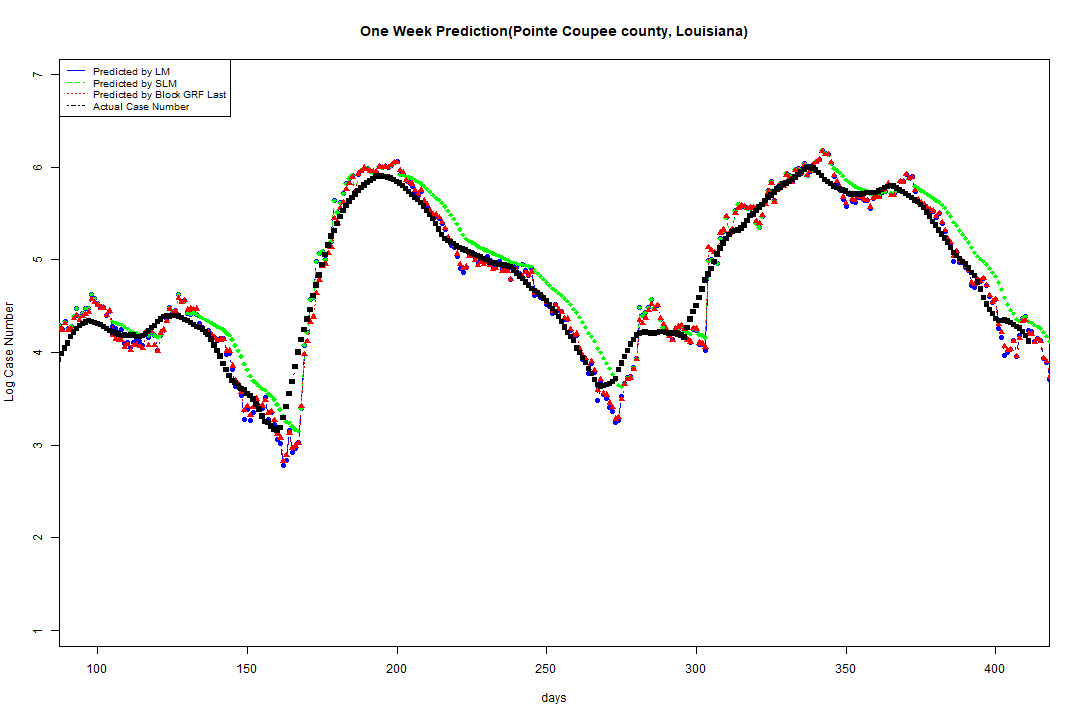 One Week Prediction(Pointe Coupee county, Louisiana)
Predicted by LM
Predicted by SLM
Predicted by Block GRF Last
Actual Case Number
Log Case Number
7
6
5
4
3
2
1
100 150 200 250 300 350 400
days